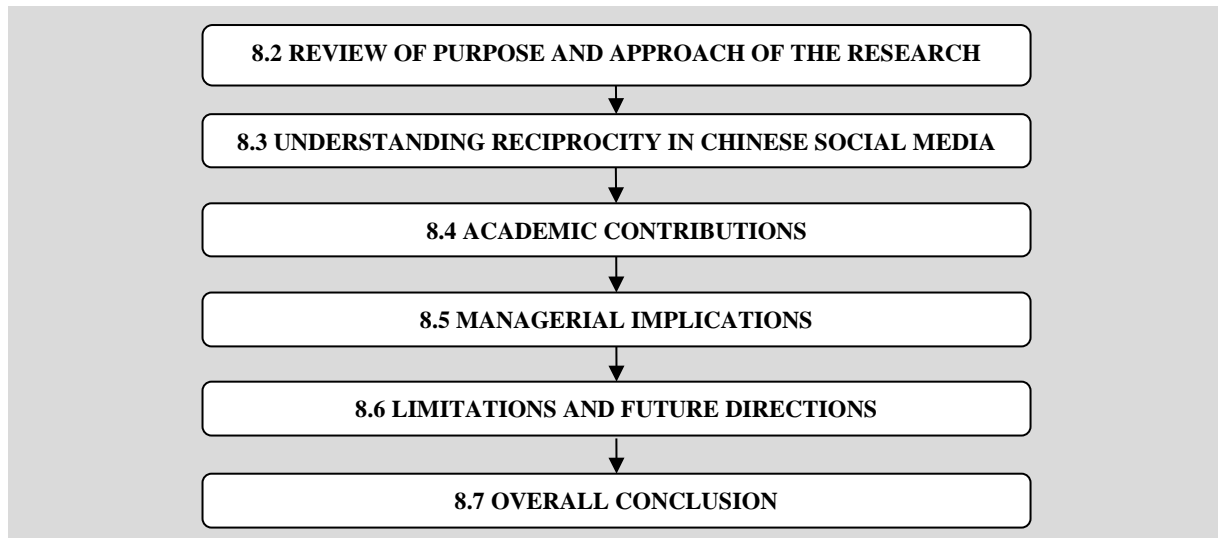 8.2 REVIEW OF PURPOSE AND APPROACH OF THE RESEARCH
8.3 UNDERSTANDING RECIPROCITY IN CHINESE SOCIAL MEDIA
8.4 ACADEMIC CONTRIBUTIONS
8.5 MANAGERIAL IMPLICATIONS
8.6 LIMITATIONS AND FUTURE DIRECTIONS
8.7 OVERALL CONCLUSION